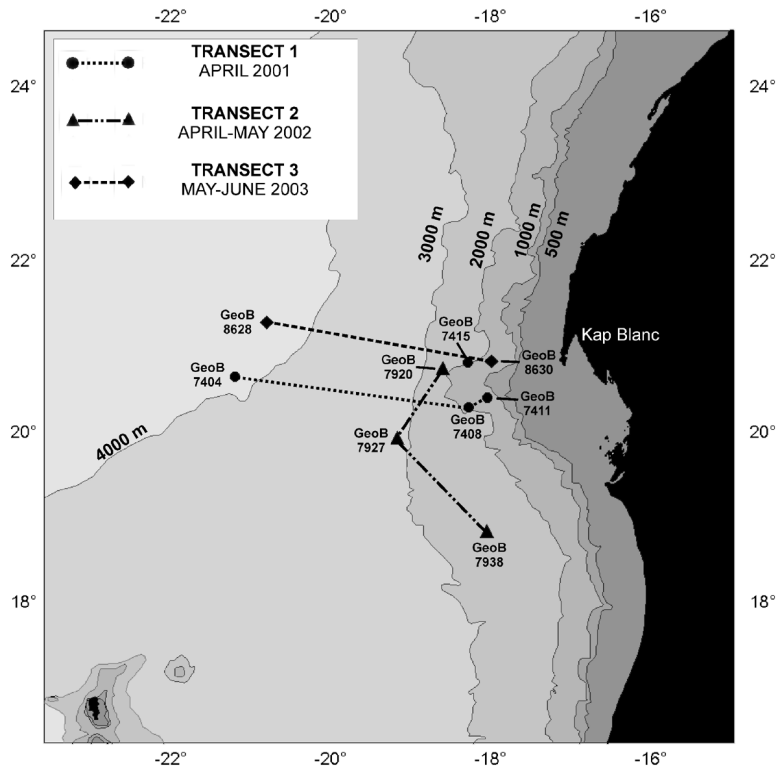 -22° -20° -18° -16°
TRANSECT 1
APRIL 2001
TRANSECT 2
APRIL-MAY 2002
TRANSECT 3
MAY-JUNE 2003
24° 24°
3000 m
2000 m
1000 m
500 m
22° 22°
GeoB
8628
GeoB
7415
Kap Blanc
GeoB
7404
GeoB
7920
GeoB
8630
GeoB
7411
20° 20°
4000 m
GeoB
7927
GeoB
7408
GeoB
7938
18° 18°
-22° -20° -18° -16°